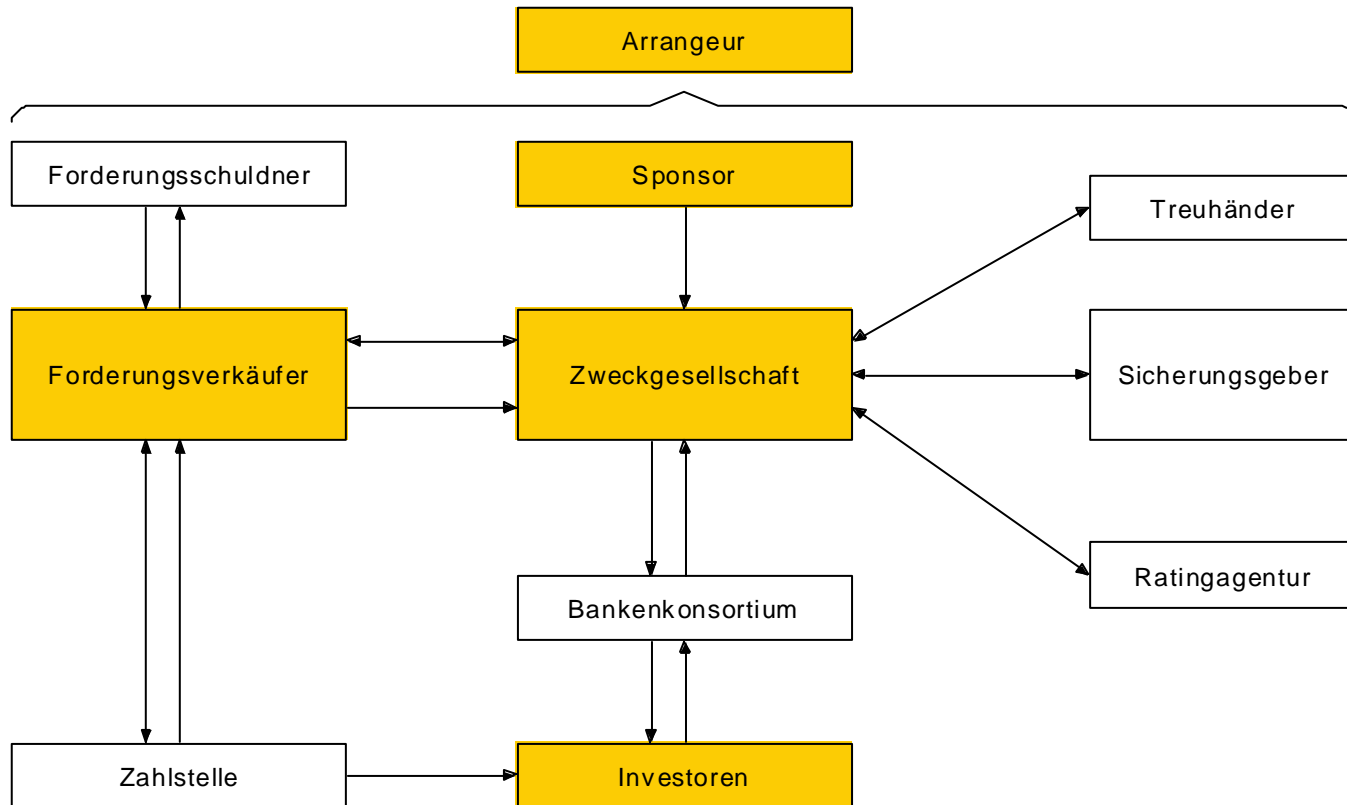 Arrangeur
Forderungsschuldner
Sponsor
Treuhänder
Forderungsverkäufer
Zweckgesellschaft
Sicherungsgeber
Ratingagentur
Bankenkonsortium
Zahlstelle
Investoren